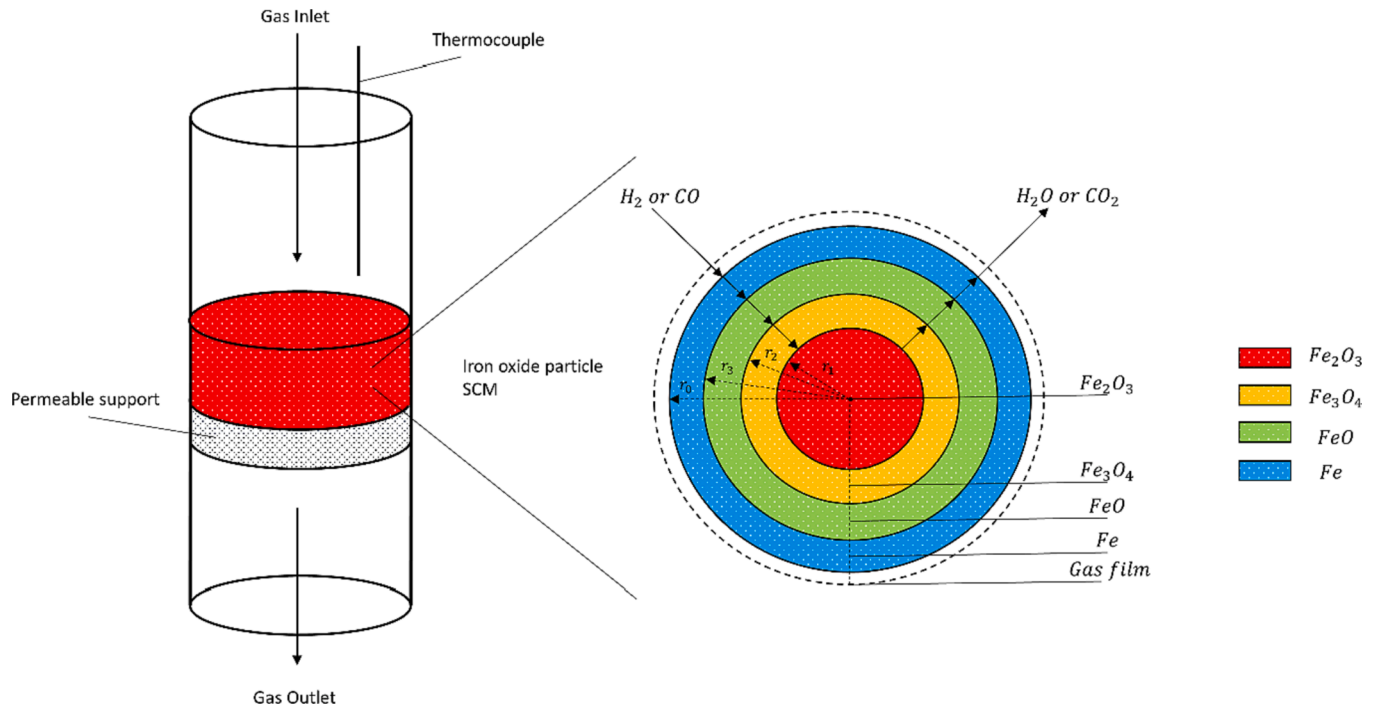 Gas Inlet
Thermocouple
Permeable support
Gas Outlet
Iron oxide particle
SCM
H₂ or CO
H₂O or CO₂
r₀
r₃
r₂
r₁
Fe₂O₃
Fe₃O₄
FeO
Fe
Gas film
Fe₂O₃
Fe₃O₄
FeO
Fe